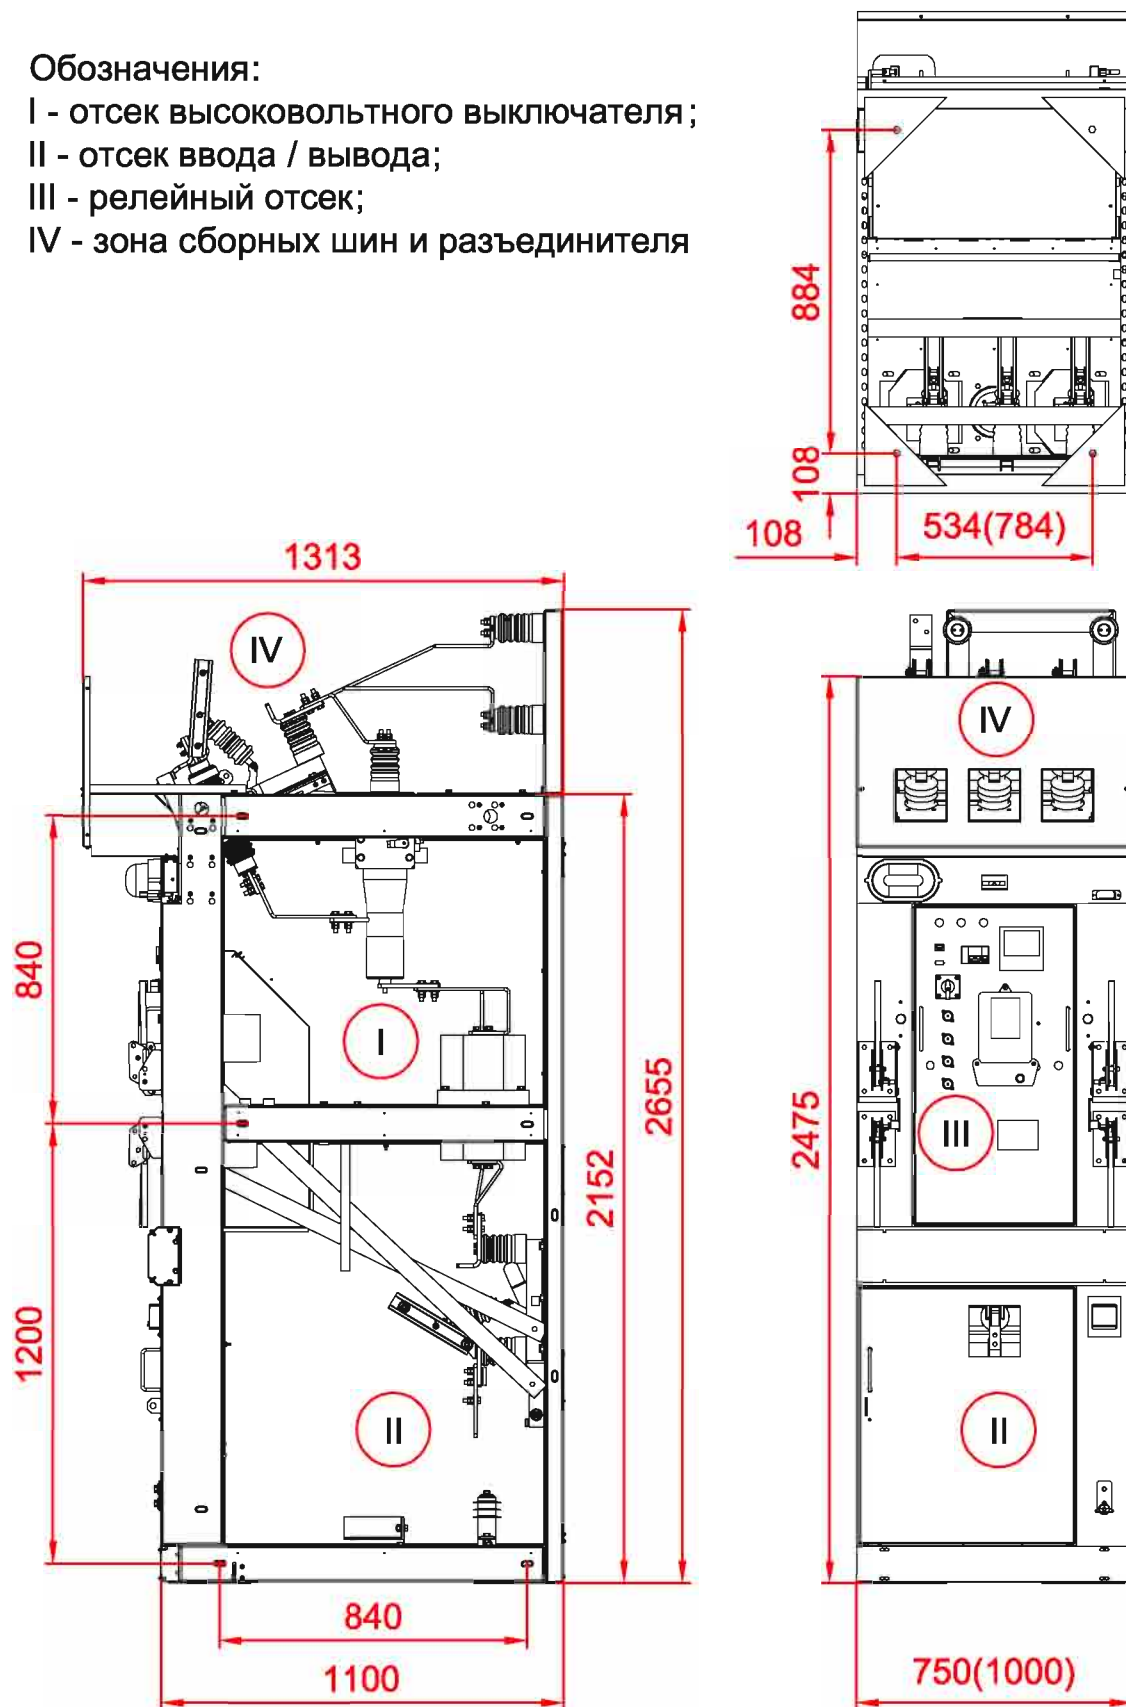 Обозначения:
I - отсек высоковольтного выключателя;
II - отсек ввода / вывода;
III - релейный отсек;
IV - зона сборных шин и разъединителя
884
108
108
534(784)
1313
IV
IV
840
I
2655
2475
2152
III
1200
II
II
840
1100
750(1000)